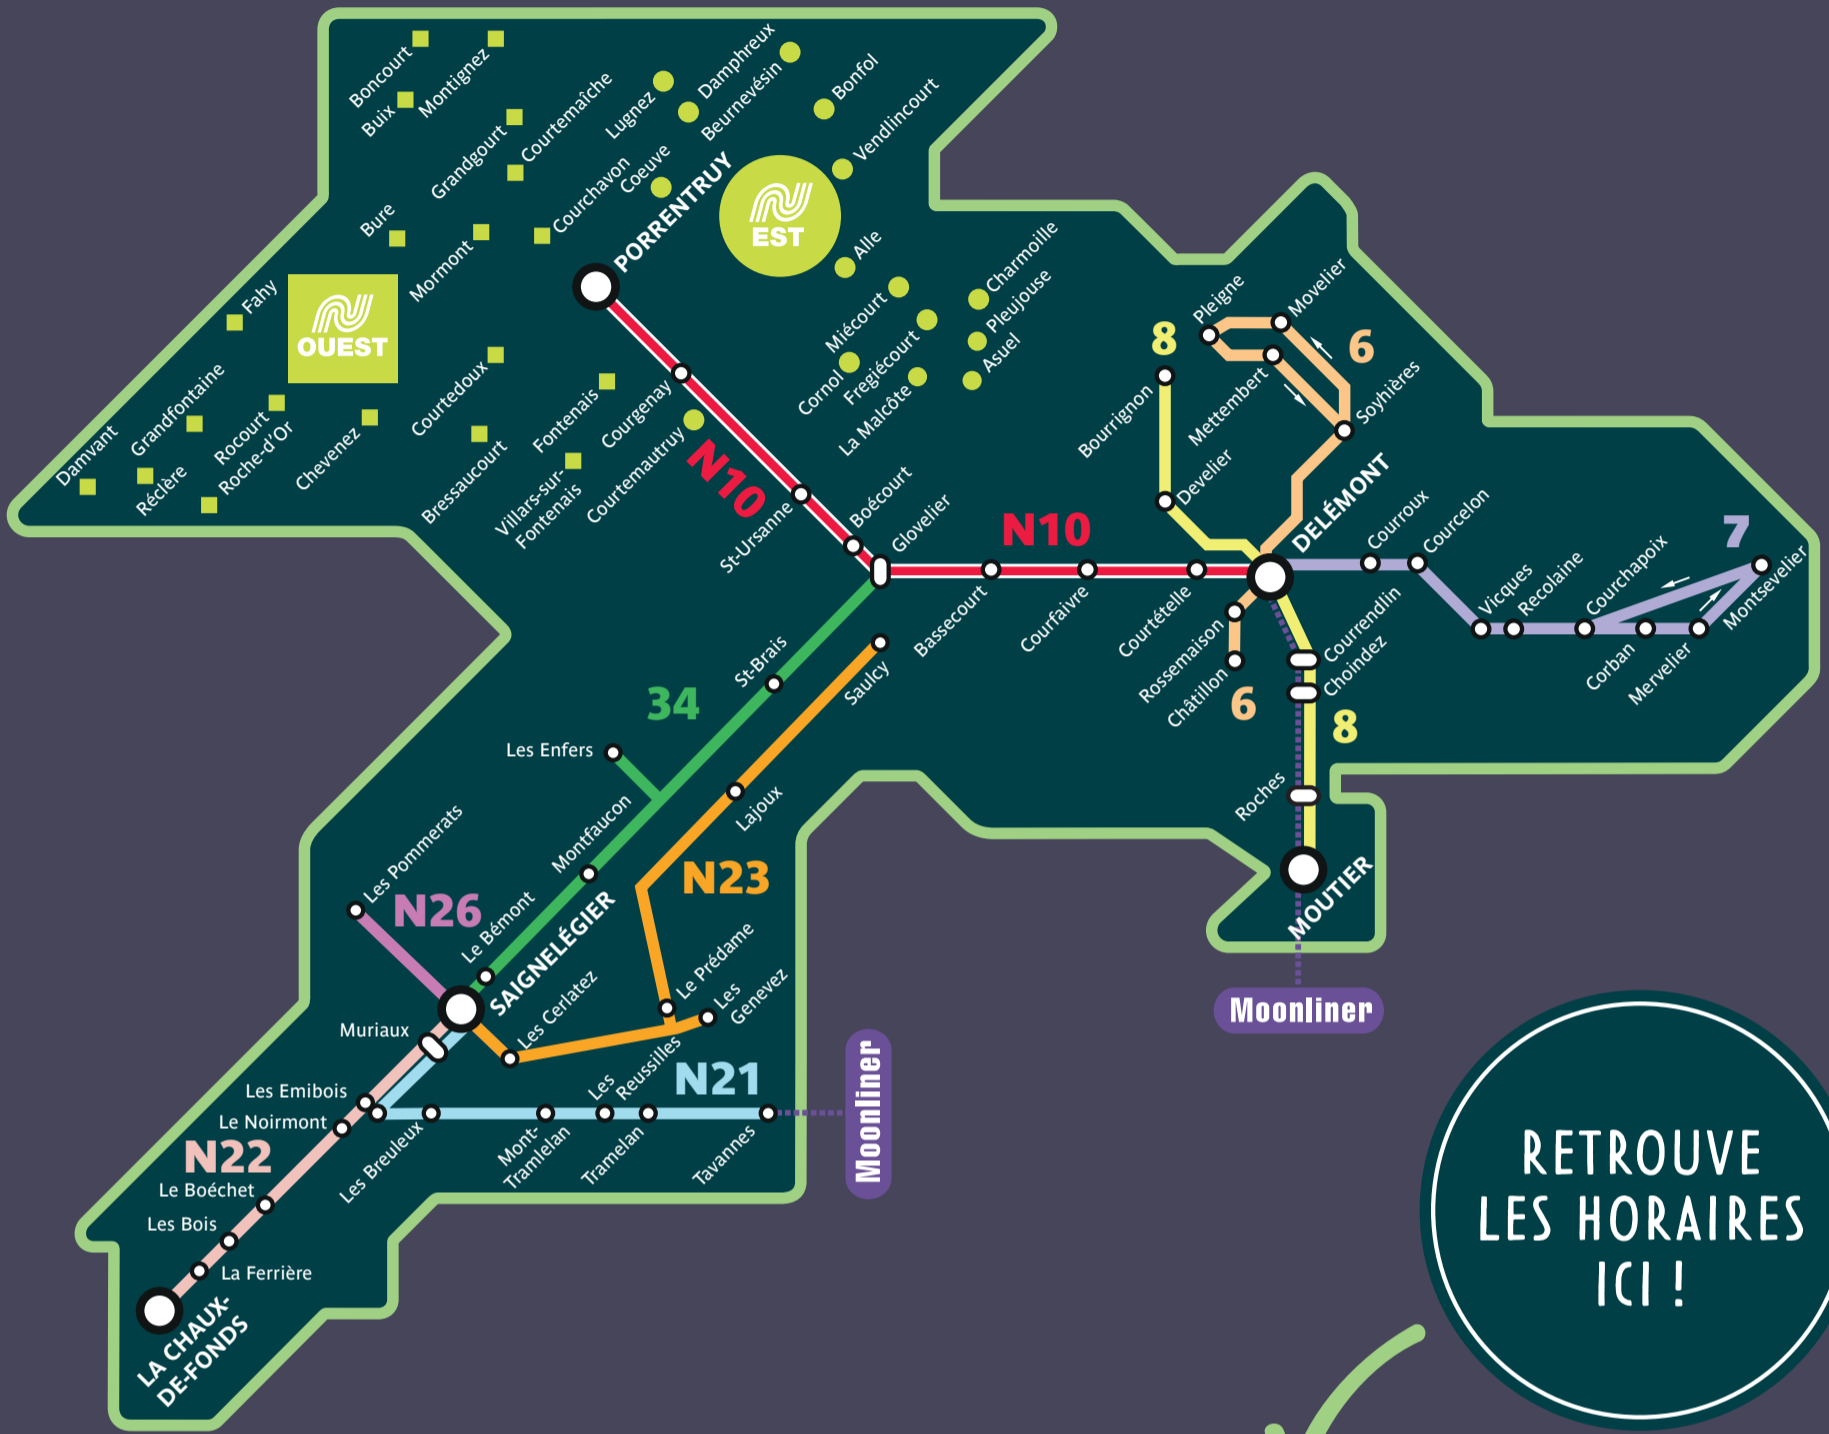 Boncourt
Montignez
Buix
Grandgourt
Courtemaîche
Lugnez
Damphreux
Beurnevésin
Bonfol
Vendlincourt
Courchavon
Coeuve
PORRENTRUY
EST
Bure
Mormont
Fahy
OUEST
Alle
Miécourt
Charmoille
Pleujouse
Asuel
Cornol
Fregiécourt
La Malcôte
Damvant
Grandfontaine
Réclère
Rocourt
Roche-d'Or
Chevenez
Courtedoux
Bressaucourt
Fontenais
Villars-sur-
Fontenais
Courgenay
Courtemautruy
N10
St-Ursanne
Boécourt
Glovelier
N10
Bassecourt
Courfaivre
Courtételle
DELÉMONT
8
Bourrignon
Develier
Pleigne
Movelier
6
Mettembert
Soyhières
Courroux
Courcelon
Vicques
Recolaine
Courchapoix
7
Montsevelier
Corban
Mervelier
Rossemaison
Châtillon
6
Courrendlin
Choindez
8
Roches
MOUTIER
Moonliner
34
St-Brais
Saulcy
Les Enfers
Montfaucon
Lajoux
N23
Les Pommerats
N26
Le Bémont
SAIGNELÉGIER
Les Cerlatez
Le Prédame
Les
Genevez
Muriaux
Les Emibois
Le Noirmont
N22
Le Boéchet
Les Bois
La Ferrière
LA CHAUX-
DE-FONDS
Les Breuleux
Mont-
Tramlelan
Les
Reussilles
Tramelan
N21
Tavannes
Moonliner
RETROUVE
LES HORAIRES
ICI !